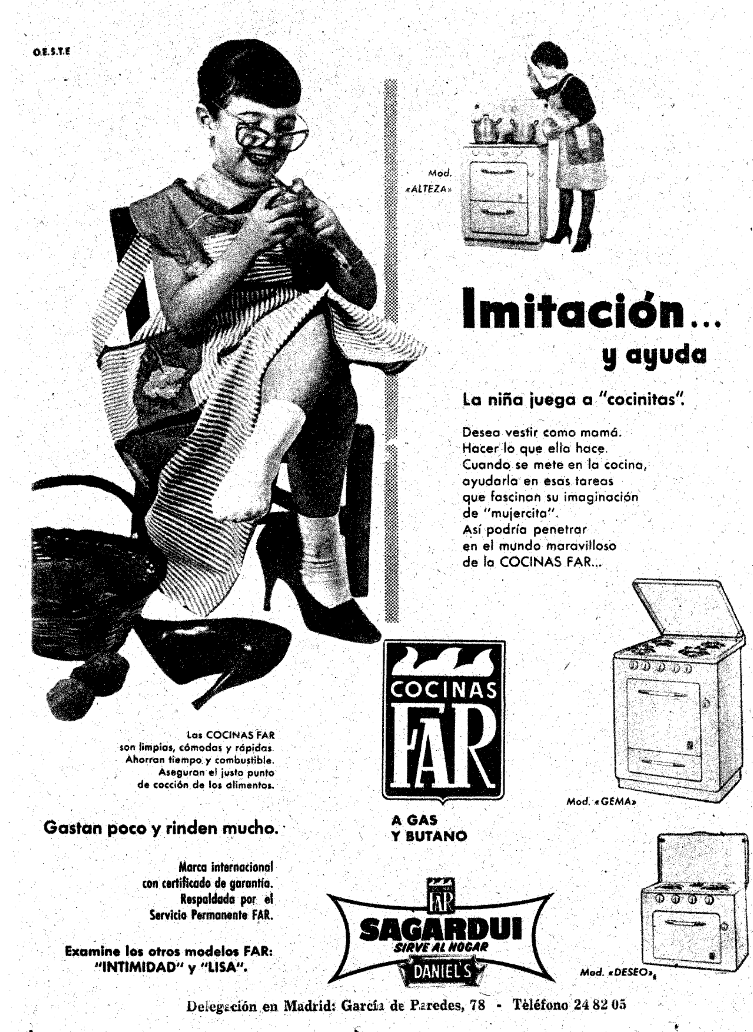 O.E.S.T.E
Mod.
«ALTEZA»
Imitación...
y ayuda
La niña juega a "cocinitas".
Desea vestir como mamá.
Hacer lo que ella hace.
Cuando se mete en la cocina,
ayudarla en esas tareas
que fascinan su imaginación
de "mujercita".
Así podría penetrar
en el mundo maravilloso
de la COCINAS FAR...
COCINAS
FAR
A GAS
Y BUTANO
Mod. «GEMA»
Las COCINAS FAR
son limpias, cómodas y rápidas.
Ahorran tiempo y combustible.
Aseguran el justo punto
de cocción de los alimentos.
Gastan poco y rinden mucho.
Marca internacional
con certificado de garantía.
Respaldada por el
Servicio Permanente FAR.
Examine los otros modelos FAR:
"INTIMIDAD" y "LISA".
FAR
SAGARDUI
SIRVE AL HOGAR
DANIEL'S
Mod. «DESEO»
Delegación en Madrid: García de Paredes, 78 - Teléfono 24 82 05